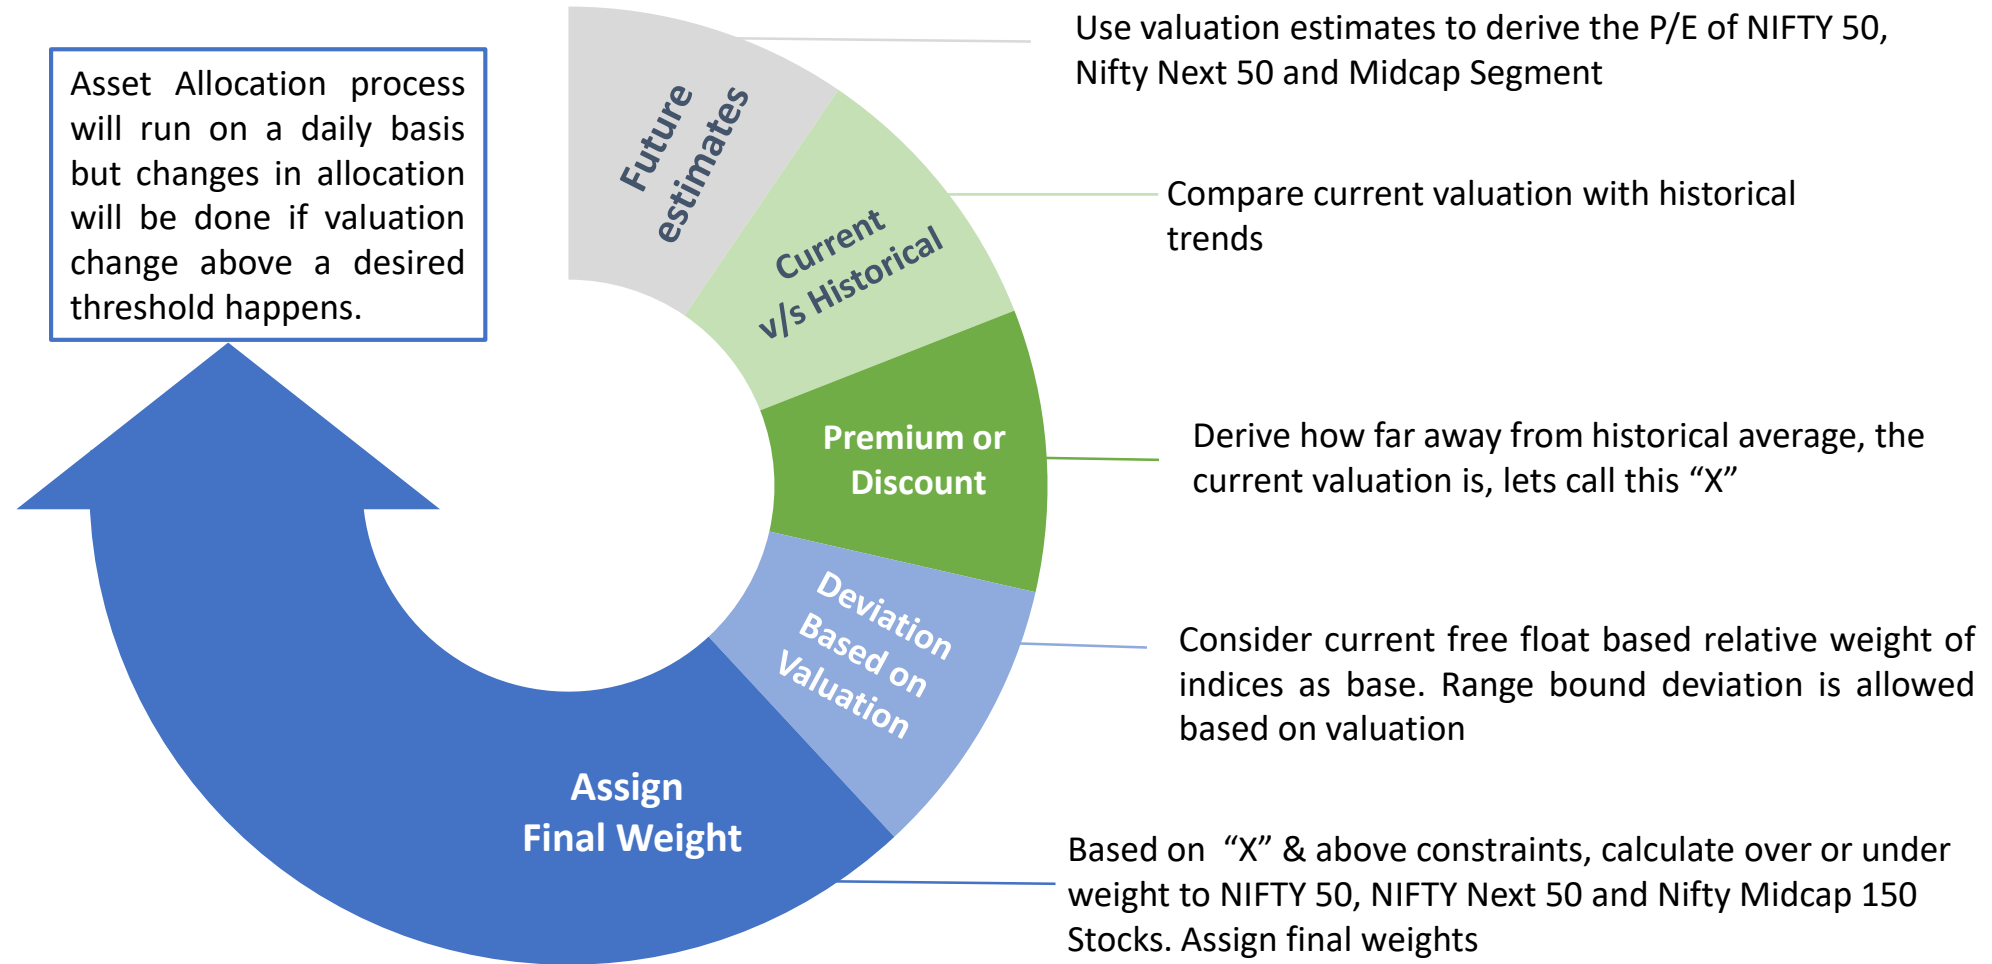 Asset Allocation process
will run on a daily basis
but changes in allocation
will be done if valuation
change above a desired
threshold happens.
Future
estimates
Use valuation estimates to derive the P/E of NIFTY 50,
Nifty Next 50 and Midcap Segment
Current
v/s Historical
Compare current valuation with historical
trends
Premium or
Discount
Derive how far away from historical average, the
current valuation is, lets call this “X”
Deviation
Based on
Valuation
Consider current free float based relative weight of
indices as base. Range bound deviation is allowed
based on valuation
Assign
Final Weight
Based on “X” & above constraints, calculate over or under
weight to NIFTY 50, NIFTY Next 50 and Nifty Midcap 150
Stocks. Assign final weights